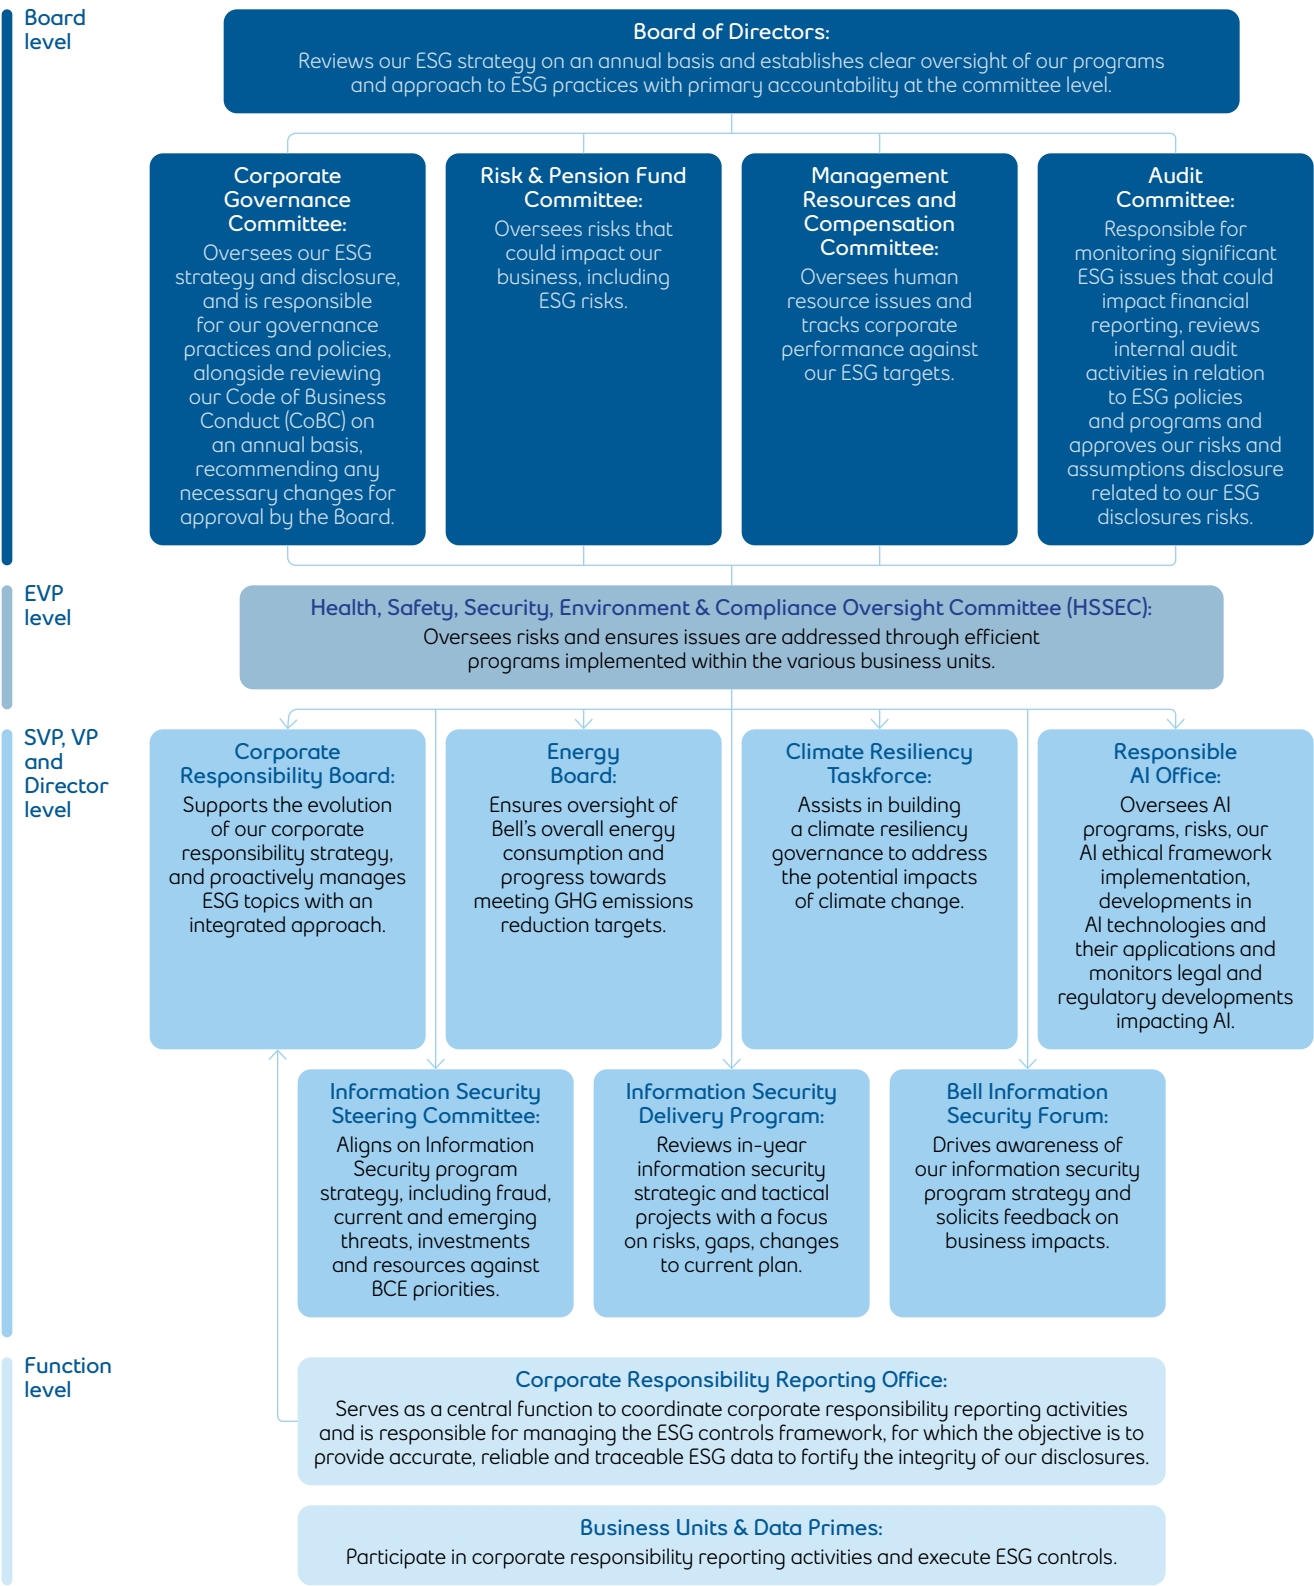 Board
level
Board of Directors:
Reviews our ESG strategy on an annual basis and establishes clear oversight of our programs
and approach to ESG practices with primary accountability at the committee level.
Corporate
Governance
Committee:
Oversees our ESG
strategy and disclosure,
and is responsible
for our governance
practices and policies,
alongside reviewing
our Code of Business
Conduct (CoBC) on
an annual basis,
recommending any
necessary changes for
approval by the Board.
Risk & Pension Fund
Committee:
Oversees risks that
could impact our
business, including
ESG risks.
Management
Resources and
Compensation
Committee:
Oversees human
resource issues and
tracks corporate
performance against
our ESG targets.
Audit
Committee:
Responsible for
monitoring significant
ESG issues that could
impact financial
reporting, reviews
internal audit
activities in relation
to ESG policies
and programs and
approves our risks and
assumptions disclosure
related to our ESG
disclosures risks.
EVP
level
Health, Safety, Security, Environment & Compliance Oversight Committee (HSSEC):
Oversees risks and ensures issues are addressed through efficient
programs implemented within the various business units.
SVP, VP
and
Director
level
Corporate
Responsibility Board:
Supports the evolution
of our corporate
responsibility strategy,
and proactively manages
ESG topics with an
integrated approach.
Energy
Board:
Ensures oversight of
Bell's overall energy
consumption and
progress towards
meeting GHG emissions
reduction targets.
Climate Resiliency
Taskforce:
Assists in building
a climate resiliency
governance to address
the potential impacts
of climate change.
Responsible
AI Office:
Oversees AI
programs, risks, our
AI ethical framework
implementation,
developments in
AI technologies and
their applications and
monitors legal and
regulatory developments
impacting AI.
Information Security
Steering Committee:
Aligns on Information
Security program
strategy, including fraud,
current and emerging
threats, investments
and resources against
BCE priorities.
Information Security
Delivery Program:
Reviews in-year
information security
strategic and tactical
projects with a focus
on risks, gaps, changes
to current plan.
Bell Information
Security Forum:
Drives awareness of
our information security
program strategy and
solicits feedback on
business impacts.
Function
level
Corporate Responsibility Reporting Office:
Serves as a central function to coordinate corporate responsibility reporting activities
and is responsible for managing the ESG controls framework, for which the objective is to
provide accurate, reliable and traceable ESG data to fortify the integrity of our disclosures.
Business Units & Data Primes:
Participate in corporate responsibility reporting activities and execute ESG controls.